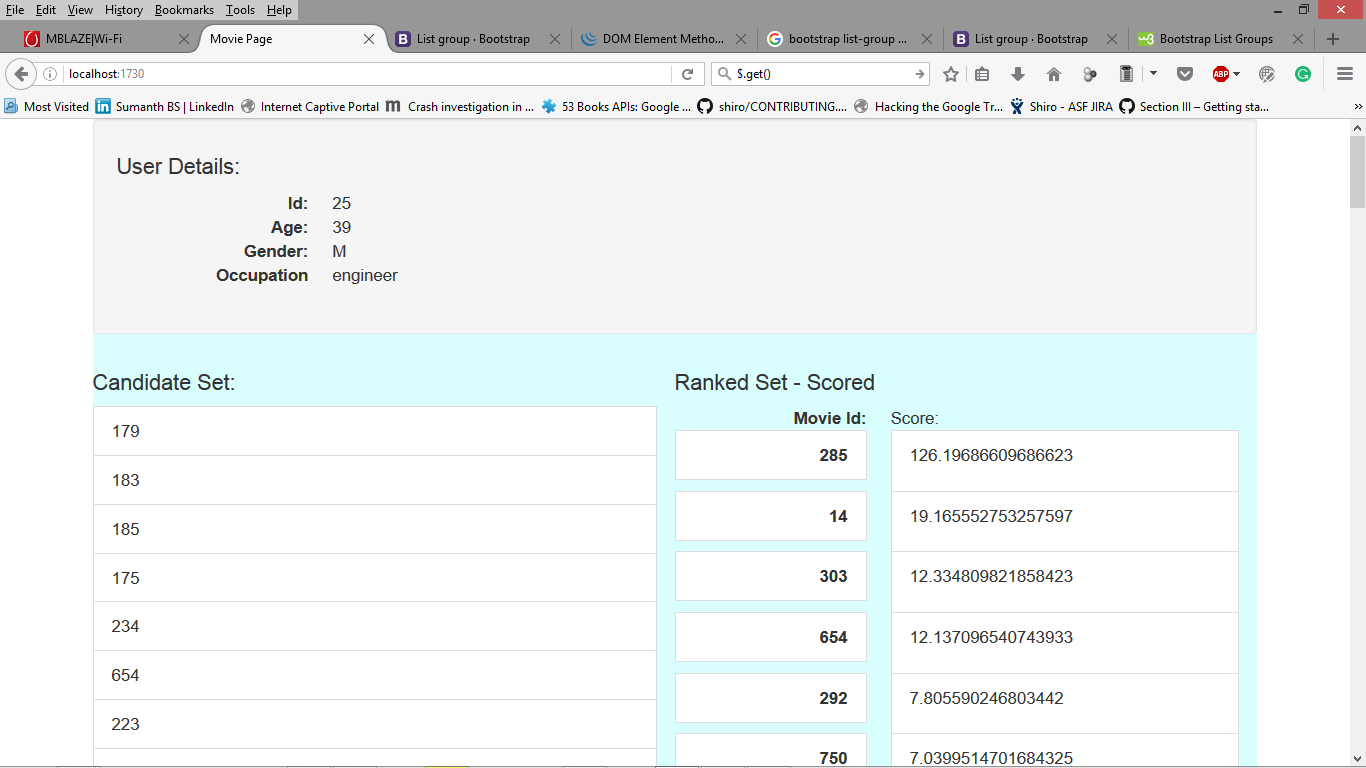 File Edit View History Bookmarks Tools Help
MBLAZE|Wi-Fi
Movie Page
List group · Bootstrap
DOM Element Metho...
bootstrap list-group ...
List group · Bootstrap
Bootstrap List Groups
localhost:1730
$.get()
ABP
Most Visited
Sumanth BS | LinkedIn
Internet Captive Portal
Crash investigation in ...
53 Books APIs: Google ...
shiro/CONTRIBUTING....
Hacking the Google Tr...
Shiro - ASF JIRA
Section III – Getting sta...
User Details:
Id: 25
Age: 39
Gender: M
Occupation engineer
Candidate Set:
179
183
185
175
234
654
223
Ranked Set - Scored
Movie Id: Score:
285 126.19686609686623
14 19.165552753257597
303 12.334809821858423
654 12.137096540743933
292 7.805590246803442
750 7.0399514701684325